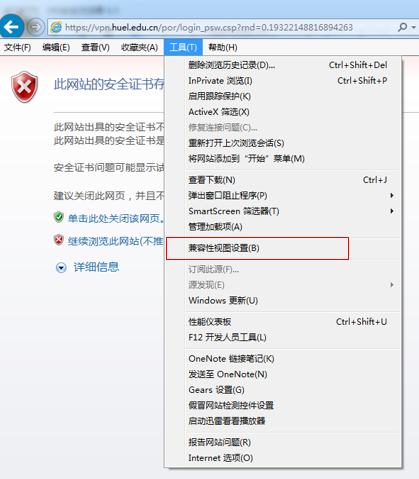 https://vpn.huel.edu.cn/por/login_psw.csp?rnd=0.19322148816894263
文件(F) 编辑(E) 查看(V) 收藏夹(A) 工具(T) 帮助(H)
此网站的安全证书存
此网站出具的安全证书不
此网站出具的安全证书是
安全证书问题可能显示试
建议关闭此网页，并且不
单击此处关闭该网页。
继续浏览此网站(不推
详细信息
删除浏览历史记录(D)... Ctrl+Shift+Del
InPrivate 浏览(I) Ctrl+Shift+P
启用跟踪保护(K)
ActiveX 筛选(X)
修复连接问题(C)...
重新打开上次浏览会话(S)
将网站添加到“开始”菜单(M)
查看下载(N) Ctrl+J
弹出窗口阻止程序(P)
SmartScreen 筛选器(T)
管理加载项(A)
兼容性视图设置(B)
订阅此源(F)...
源发现(E)
Windows 更新(U)
性能仪表板 Ctrl+Shift+U
F12 开发人员工具(L)
OneNote 链接笔记(K)
发送至 OneNote(N)
Gears 设置(G)
假冒网站检测控件设置
启动迅雷看看播放器
报告网站问题(R)
Internet 选项(O)